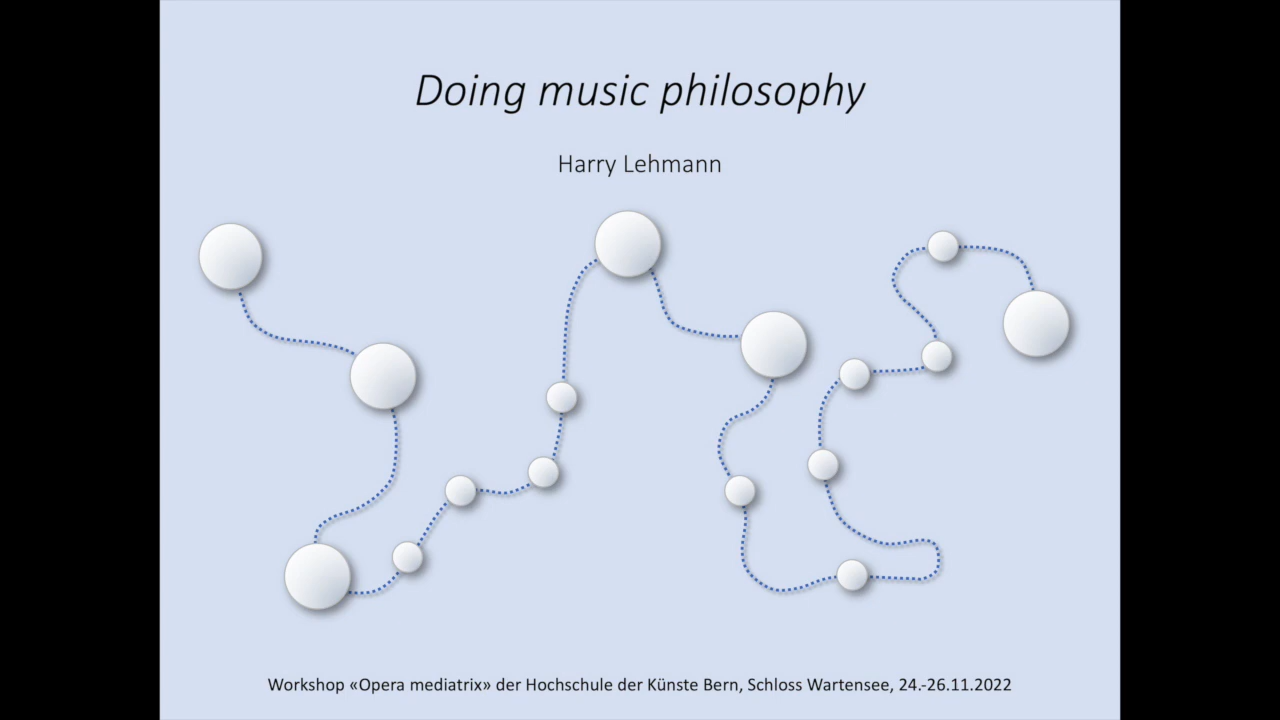 Doing music philosophy
Harry Lehmann
Workshop «Opera mediatrix» der Hochschule der Künste Bern, Schloss Wartensee, 24.-26.11.2022